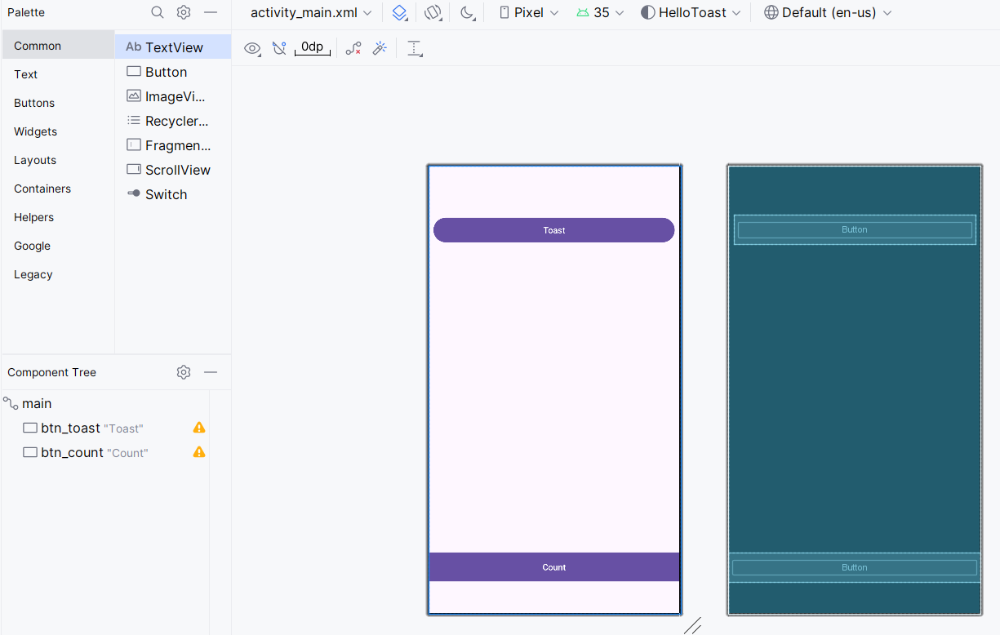 Palette
activity_main.xml
Pixel
35
HelloToast
Default (en-us)
0dp
Common
Text
Buttons
Widgets
Layouts
Containers
Helpers
Google
Legacy
Ab TextView
Button
ImageVi...
Recycler...
Fragmen...
ScrollView
Switch
Component Tree
main
btn_toast "Toast"
btn_count "Count"
Toast
Count
Button
Button